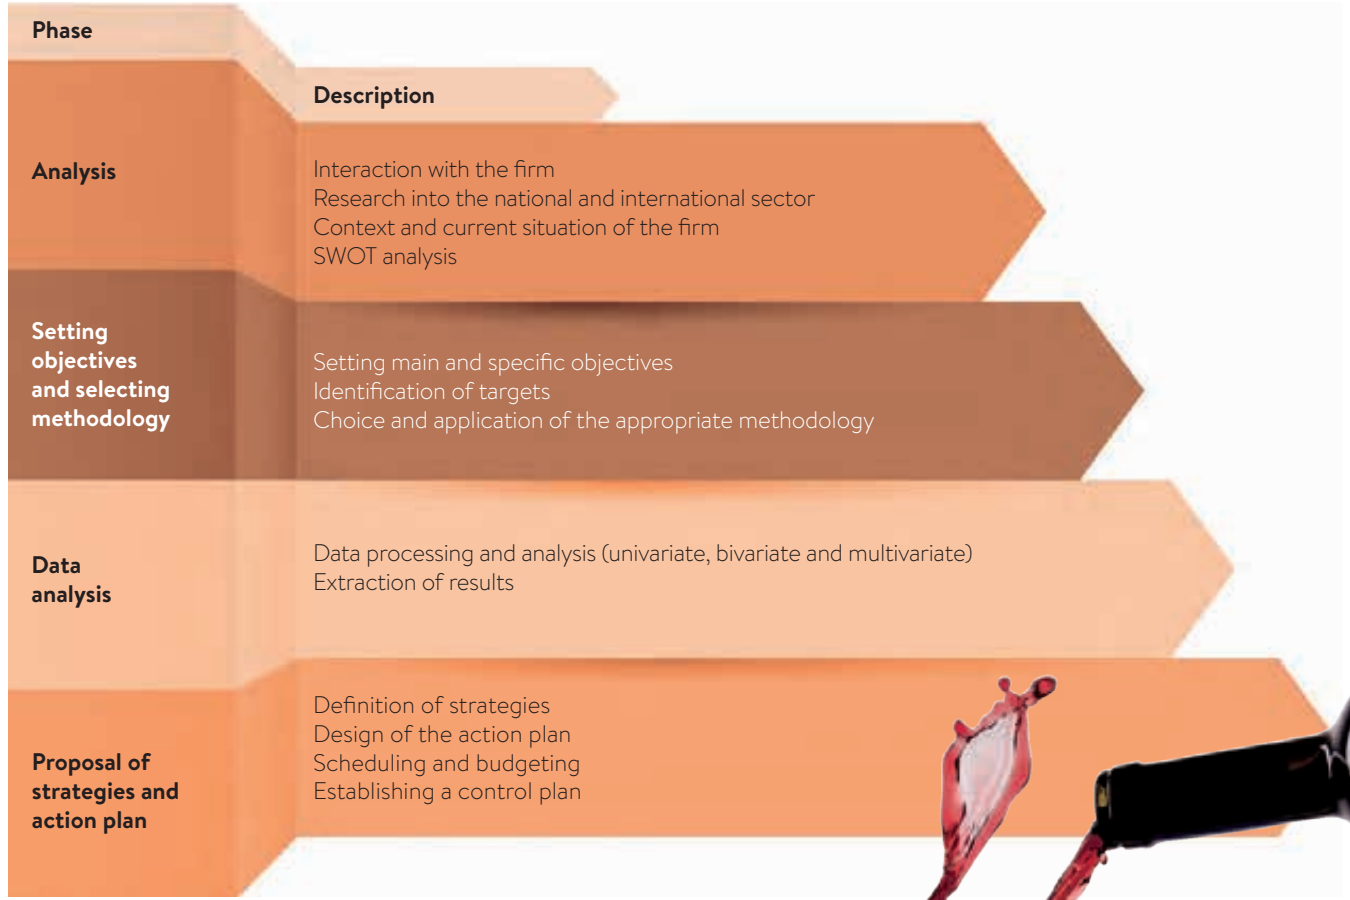 Phase
Description
Analysis
Interaction with the firm
Research into the national and international sector
Context and current situation of the firm
SWOT analysis
Setting
objectives
and selecting
methodology
Setting main and specific objectives
Identification of targets
Choice and application of the appropriate methodology
Data
analysis
Data processing and analysis (univariate, bivariate and multivariate)
Extraction of results
Proposal of
strategies and
action plan
Definition of strategies
Design of the action plan
Scheduling and budgeting
Establishing a control plan